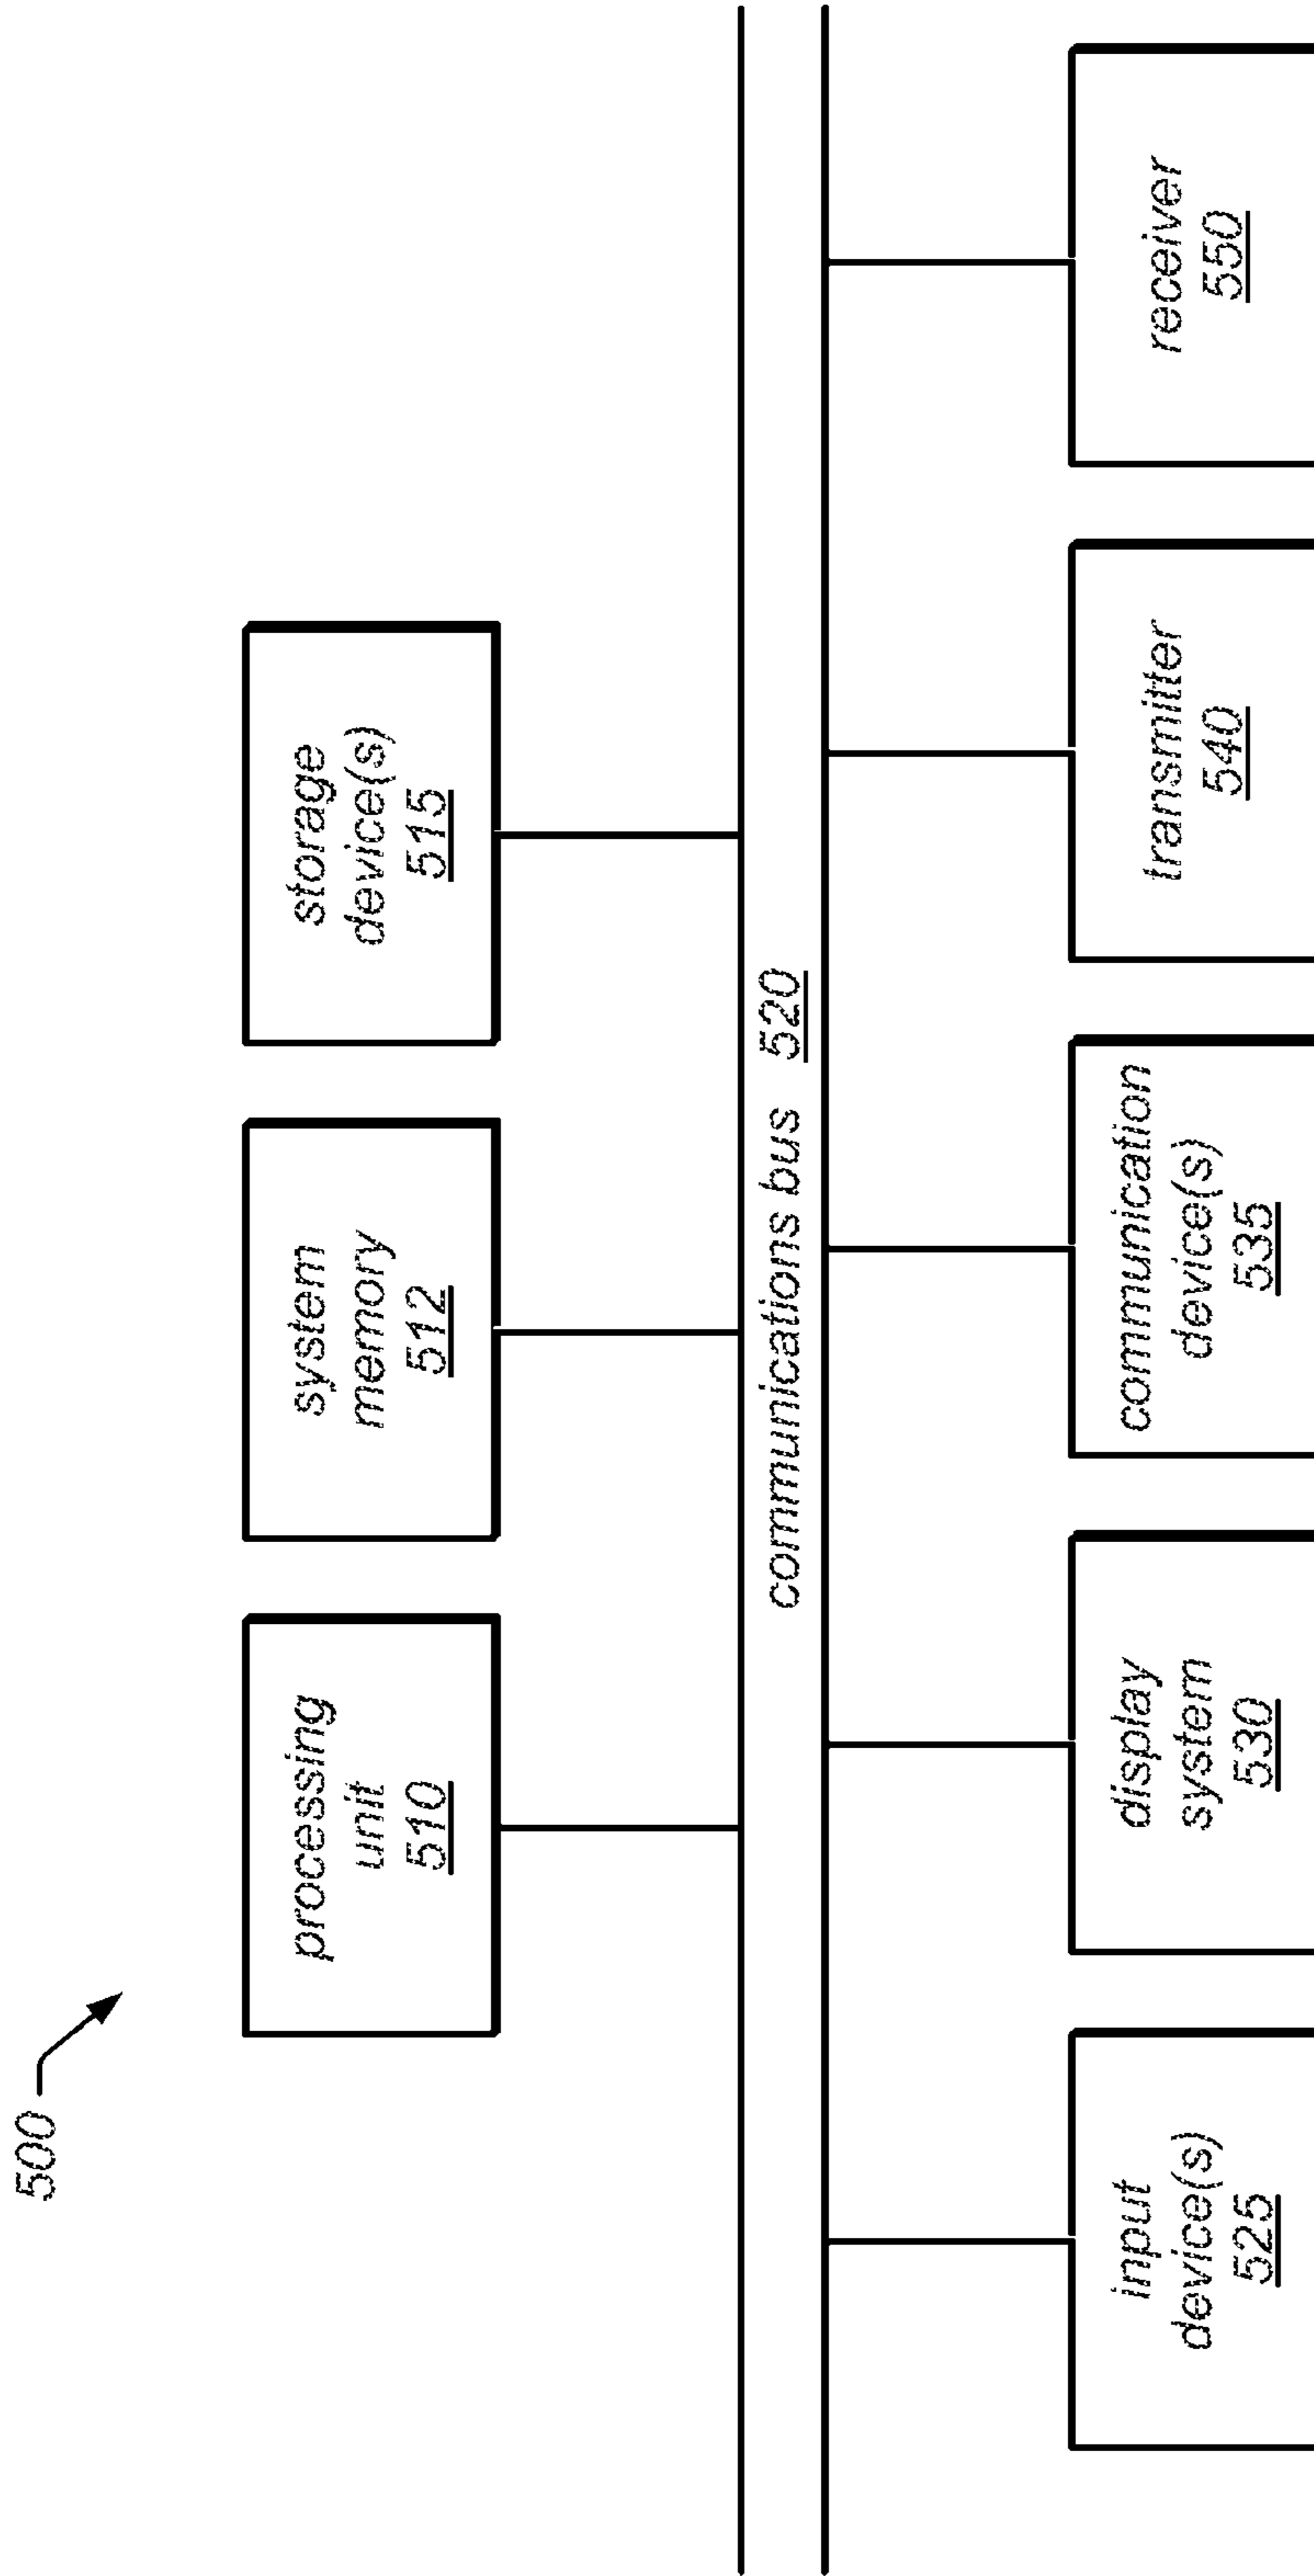 500
processing
unit
510
system
memory
512
storage
device(s)
515
communications bus 520
input
device(s)
525
display
system
530
communication
device(s)
535
transmitter
540
receiver
550